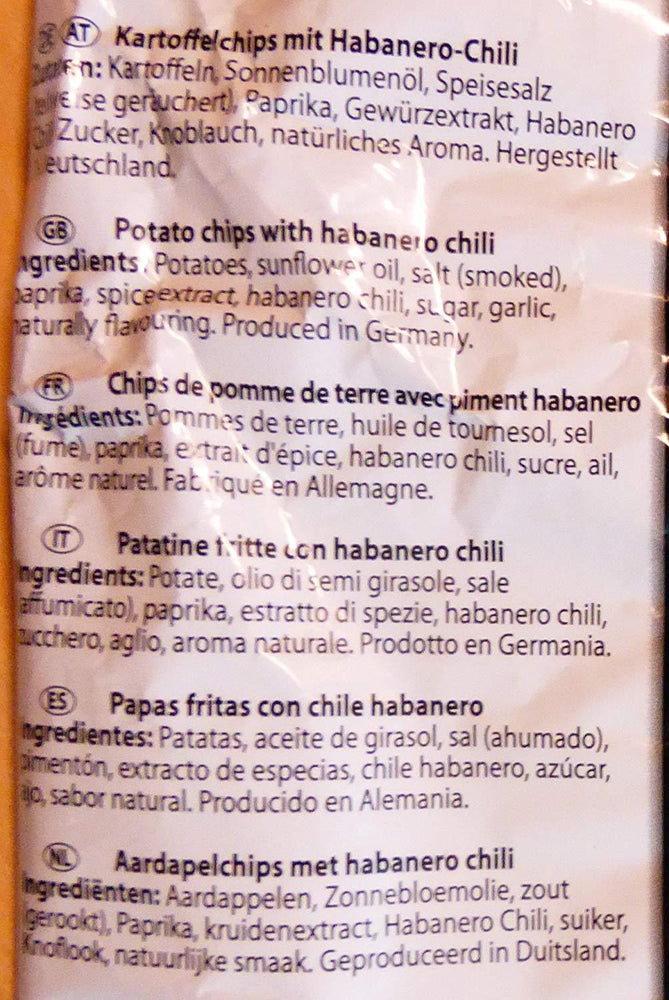 AT Kartoffelchips mit Habanero-Chili
Kartoffeln, Sonnenblumenöl, Speisesalz
geräuchert), Paprika, Gewürzextrakt, Habanero
Zucker, Knoblauch, natürliches Aroma. Hergestellt
eutschland.
GB Potato chips with habanero chili
ngredients: Potatoes, sunflower oil, salt (smoked),
paprika, spice extract, habanero chili, sugar, garlic,
naturally flavouring. Produced in Germany.
FR Chips de pomme de terre avec piment habanero
Pommes de terre, huile de tournesol, sel
(fumé), paprika, extrait d'épice, habanero chili, sucre, ail,
arôme naturel. Fabriqué en Allemagne.
IT Patatine fritte con habanero chili
ngredients: Potate, olio di semi girasole, sale
affumicato), paprika, estratto di spezie, habanero chili,
zucchero, aglio, aroma naturale. Prodotto en Germania.
ES Papas fritas con chile habanero
ngredientes: Patatas, aceite de girasol, sal (ahumado),
pimentón, extracto de especias, chile habanero, azúcar,
ajo, sabor natural. Producido en Alemania.
NL Aardapelchips met habanero chili
Ingrediënten: Aardappelen, Zonnebloemolie, zout
(gerookt), Paprika, kruidenextract, Habanero Chili, suiker,
Knoflook, natuurlijke smaak. Geproduceerd in Duitsland.